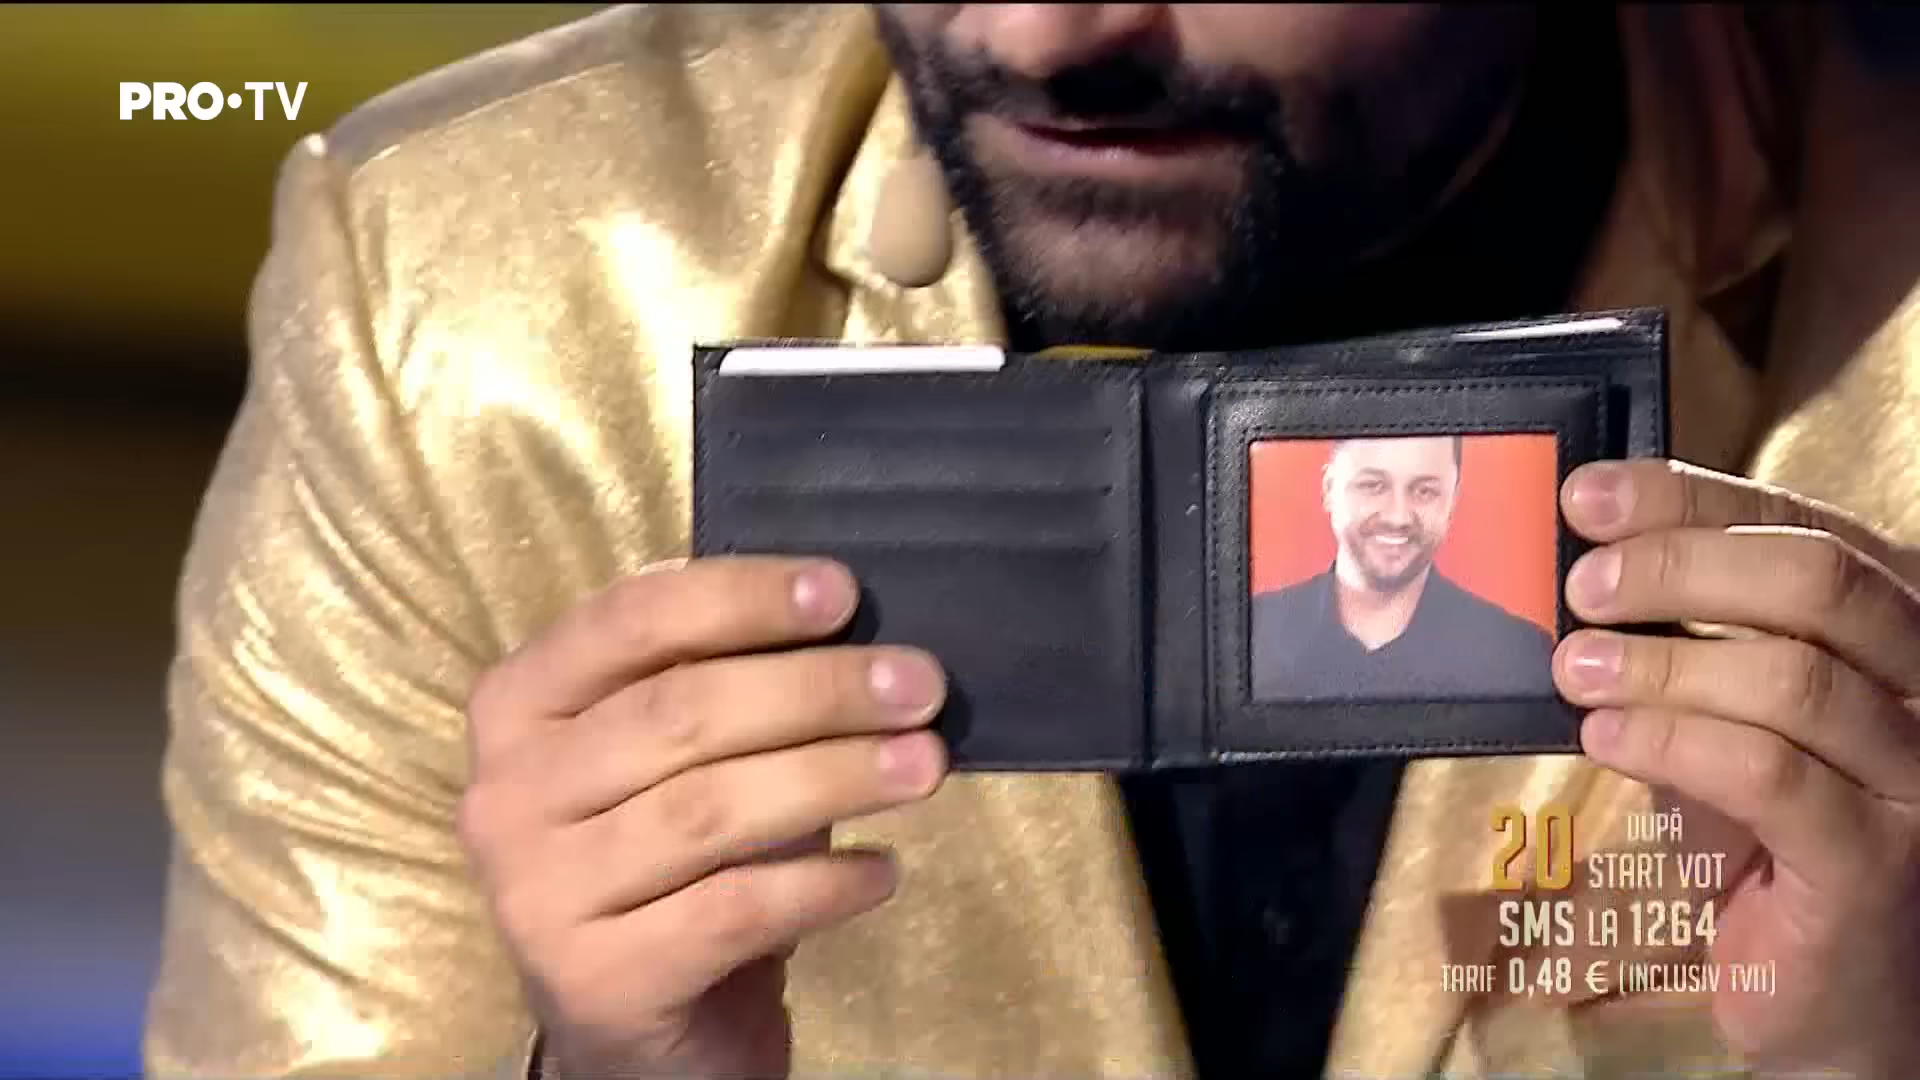 PRO•TV
20 DUPĂ
START VOT
SMS LA 1264
TARIF 0,48 € (INCLUSIV TVA)